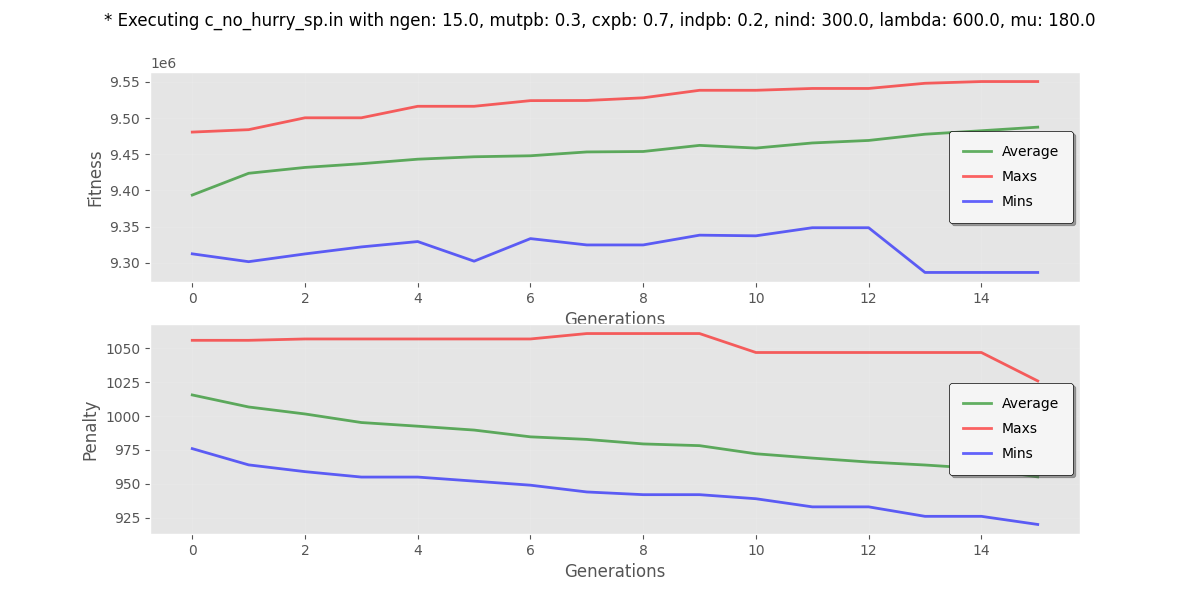 * Executing c_no_hurry_sp.in with ngen: 15.0, mutpb: 0.3, cxpb: 0.7, indpb: 0.2, nind: 300.0, lambda: 600.0, mu: 180.0
1e6
9.55
9.50
9.45
9.40
9.35
9.30
Fitness
Average
Maxs
Mins
0 2 4 6 8 10 12 14
Generations
1050
1025
1000
975
950
925
Penalty
Average
Maxs
Mins
0 2 4 6 8 10 12 14
Generations